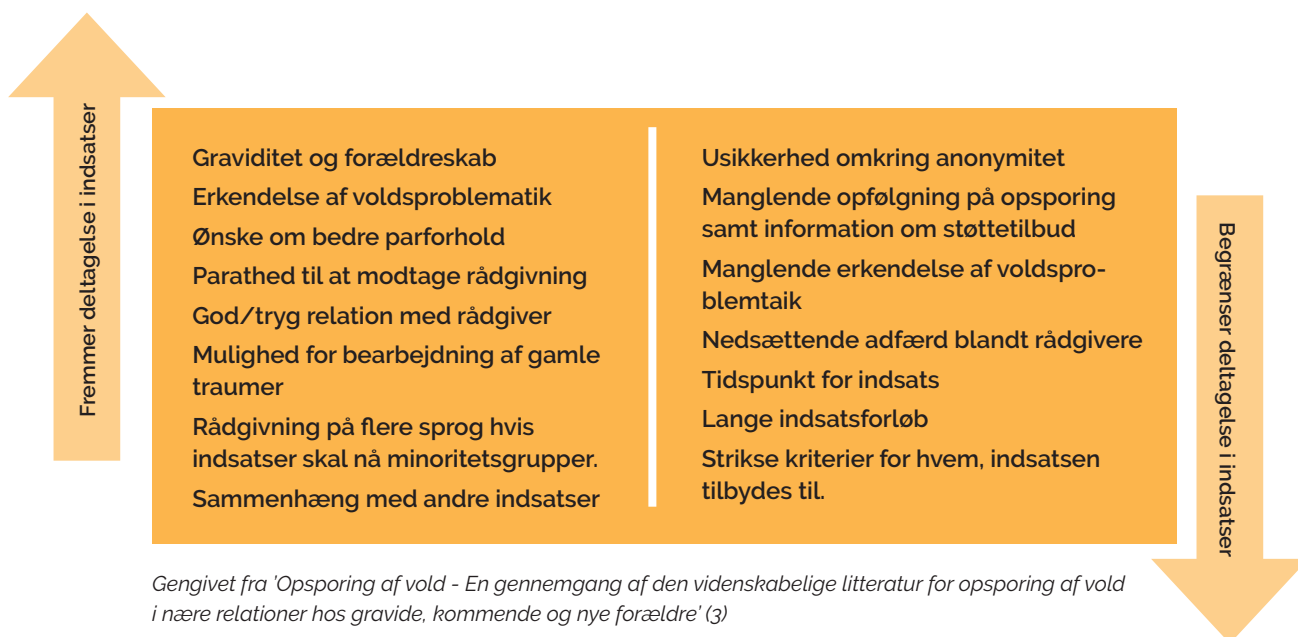 Fremmer deltagelse i indsatser
Graviditet og forældreskab
Erkendelse af voldsproblematik
Ønske om bedre parforhold
Parathed til at modtage rådgivning
God/tryg relation med rådgiver
Mulighed for bearbejdning af gamle
traumer
Rådgivning på flere sprog hvis
indsatser skal nå minoritetsgrupper.
Sammenhæng med andre indsatser
Usikkerhed omkring anonymitet
Manglende opfølgning på opsporing
samt information om støttetilbud
Manglende erkendelse af voldspro-
blemtaik
Nedsættende adfærd blandt rådgivere
Tidspunkt for indsats
Lange indsatsforløb
Strikse kriterier for hvem, indsatsen
tilbydes til.
Begrænser deltagelse i indsatser
Gengivet fra 'Opsporing af vold - En gennemgang af den videnskabelige litteratur for opsporing af vold
i nære relationer hos gravide, kommende og nye forældre' (3)